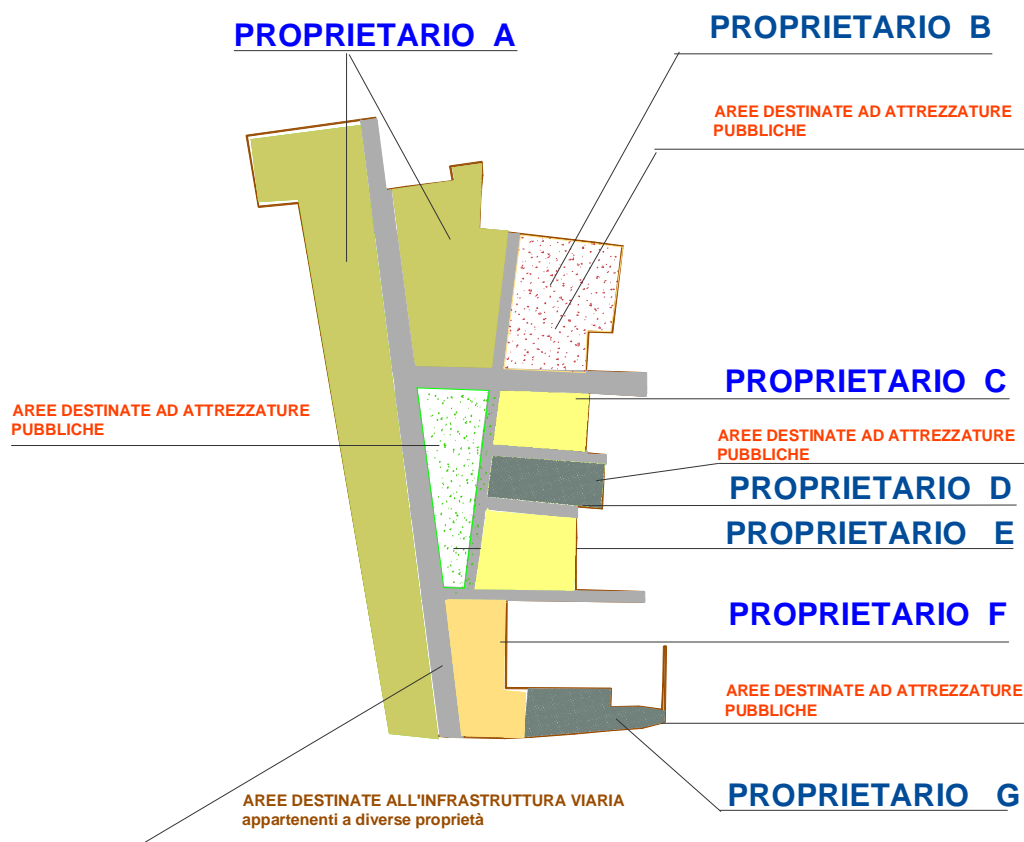 PROPRIETARIO A
PROPRIETARIO B
AREE DESTINATE AD ATTREZZATURE
PUBBLICHE
PROPRIETARIO C
AREE DESTINATE AD ATTREZZATURE
PUBBLICHE
AREE DESTINATE AD ATTREZZATURE
PUBBLICHE
PROPRIETARIO D
PROPRIETARIO E
PROPRIETARIO F
AREE DESTINATE AD ATTREZZATURE
PUBBLICHE
PROPRIETARIO G
AREE DESTINATE ALL'INFRASTRUTTURA VIARIA
appartenenti a diverse proprietà